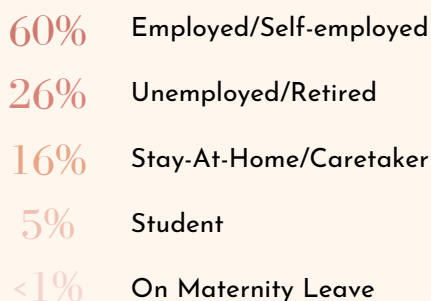 60% Employed/Self-employed
26% Unemployed/Retired
16% Stay-At-Home/Caretaker
5% Student
<1% On Maternity Leave